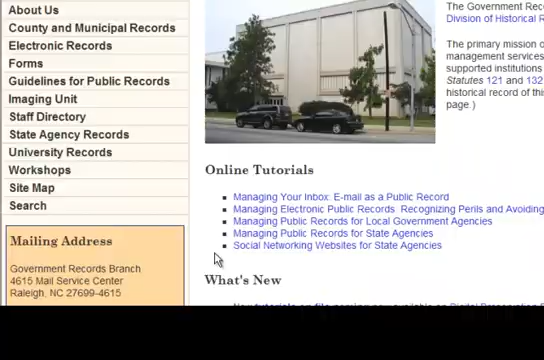 About Us
County and Municipal Records
Electronic Records
Forms
Guidelines for Public Records
Imaging Unit
Staff Directory
State Agency Records
University Records
Workshops
Site Map
Search
Mailing Address
Government Records Branch
4615 Mail Service Center
Raleigh, NC 27699-4615
The Government Rec
Division of Historical R
The primary mission o
management services
supported institutions
Statutes 121 and 132
historical record of this
page.)
Online Tutorials
Managing Your Inbox: E-mail as a Public Record
Managing Electronic Public Records Recognizing Perils and Avoiding
Managing Public Records for Local Government Agencies
Managing Public Records for State Agencies
Social Networking Websites for State Agencies
What's New